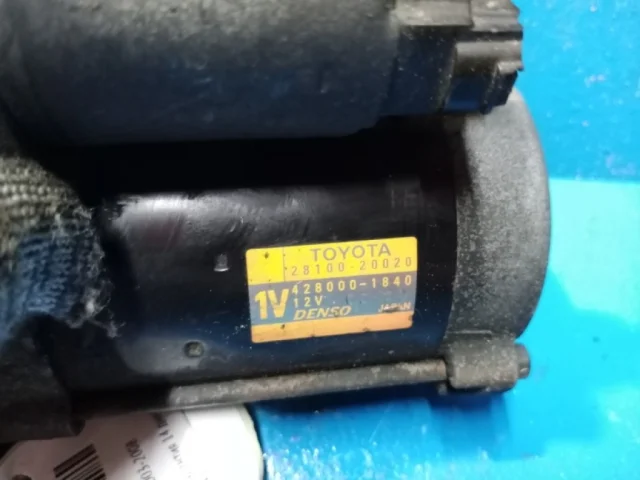 TOYOTA
28100-20020
428000-1840
1V 12V
DENSO JAPAN